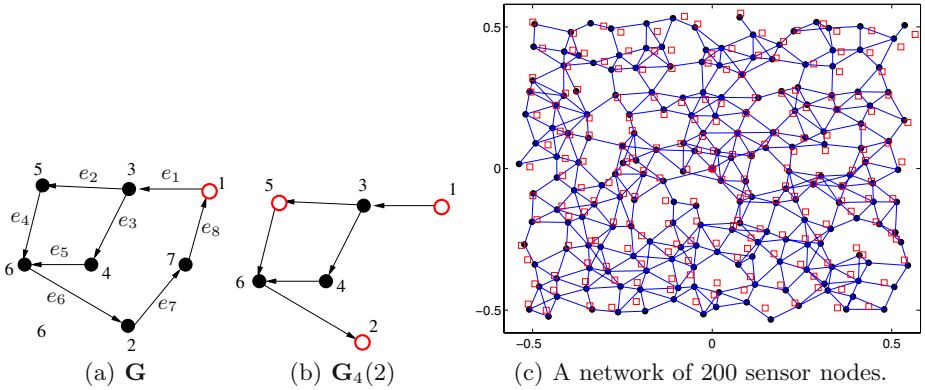 5 e2 3 e1 1
e4 e3 e8
6 e5 4 7
e6 e7
6 2
(a) G
5 3 1
6 4
2
(b) G4(2)
0.5
0
−0.5
−0.5 0 0.5
(c) A network of 200 sensor nodes.